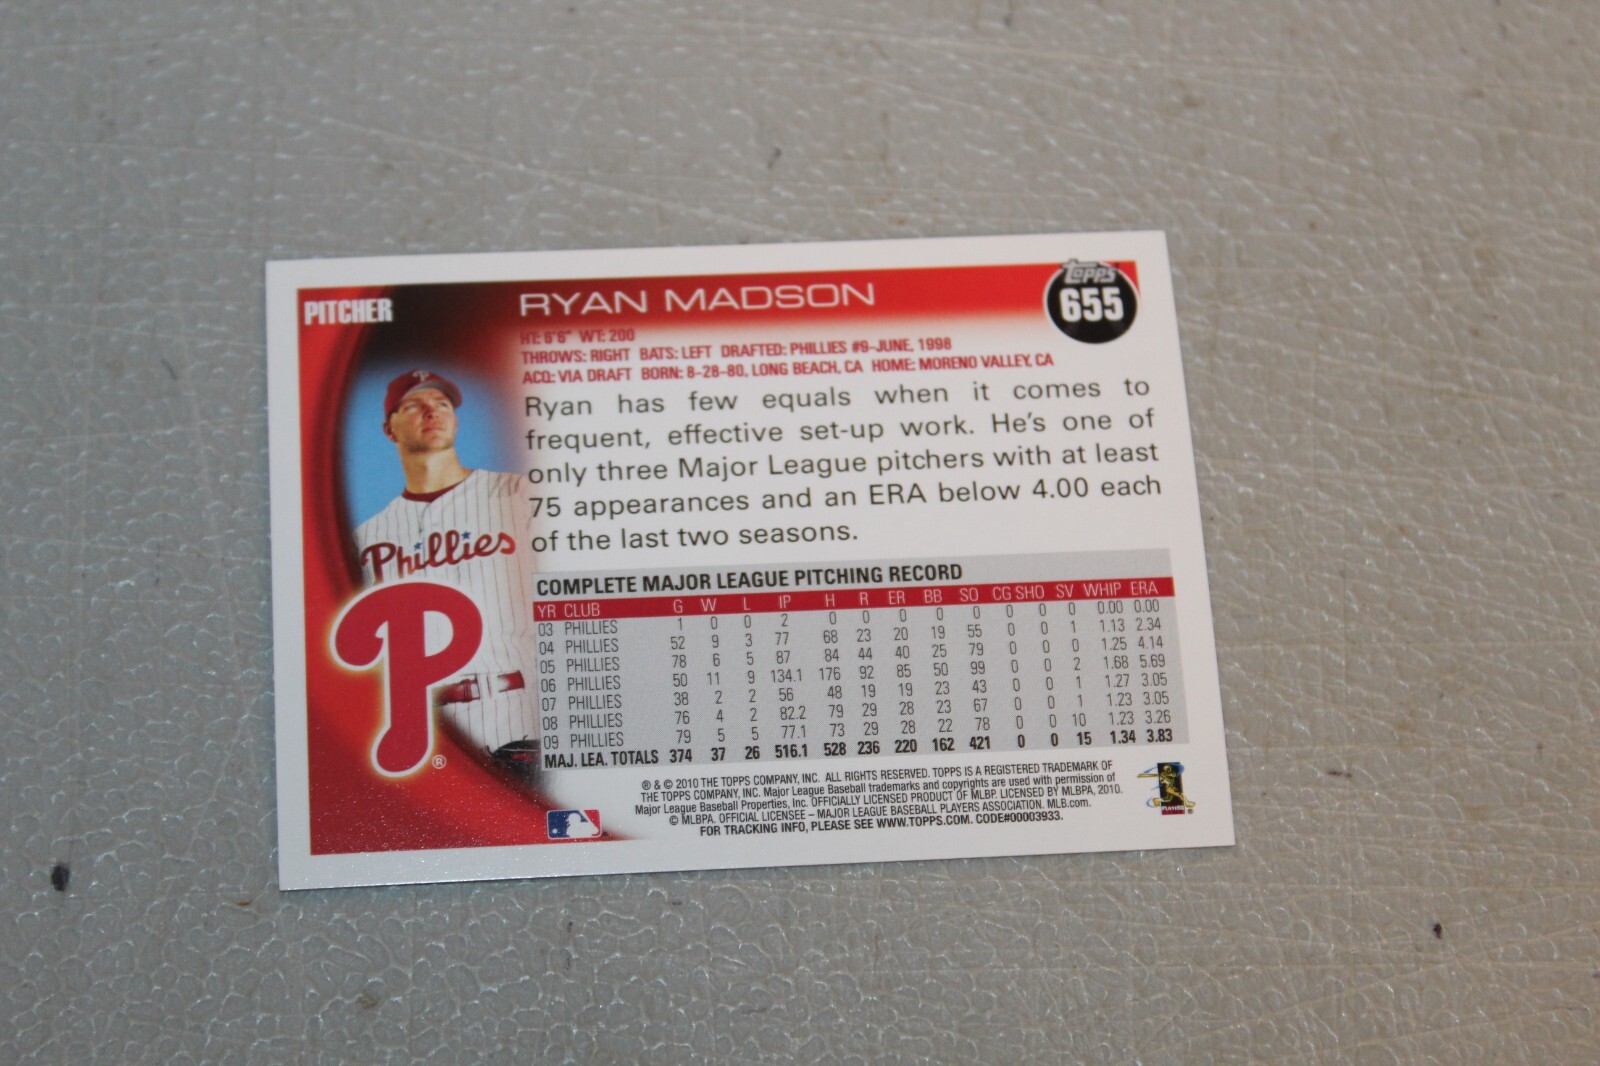 PITCHER
RYAN MADSON
Topps
655
HT: 6'6" WT: 200
THROWS: RIGHT BATS: LEFT DRAFTED: PHILLIES #9–JUNE, 1998
ACQ: VIA DRAFT BORN: 8-28-80, LONG BEACH, CA HOME: MORENO VALLEY, CA
Ryan has few equals when it comes to
frequent, effective set-up work. He's one of
only three Major League pitchers with at least
75 appearances and an ERA below 4.00 each
of the last two seasons.
P
Phillies
P
®
COMPLETE MAJOR LEAGUE PITCHING RECORD
YR CLUB G W L IP H R ER BB SO CG SHO SV WHIP ERA
03 PHILLIES 1 0 0 2 0 0 0 0 0 0 0 0 0.00 0.00
04 PHILLIES 52 9 3 77 68 23 20 19 55 0 0 1 1.13 2.34
05 PHILLIES 78 6 5 87 84 44 40 25 79 0 0 0 1.25 4.14
06 PHILLIES 50 11 9 134.1 176 92 85 50 99 0 0 2 1.68 5.69
07 PHILLIES 38 2 2 56 48 19 19 23 43 0 0 1 1.27 3.05
08 PHILLIES 76 4 2 82.2 79 29 28 23 67 0 0 1 1.23 3.05
09 PHILLIES 79 5 5 77.1 73 29 28 22 78 0 0 10 1.23 3.26
MAJ. LEA. TOTALS 374 37 26 516.1 528 236 220 162 421 0 0 15 1.34 3.83
® & © 2010 THE TOPPS COMPANY, INC. ALL RIGHTS RESERVED. TOPPS IS A REGISTERED TRADEMARK OF
THE TOPPS COMPANY, INC. Major League Baseball trademarks and copyrights are used with permission of
Major League Baseball Properties, Inc. OFFICIALLY LICENSED PRODUCT OF MLBP. LICENSED BY MLBPA, 2010.
© MLBPA. OFFICIAL LICENSEE – MAJOR LEAGUE BASEBALL PLAYERS ASSOCIATION. MLB.com.
FOR TRACKING INFO, PLEASE SEE WWW.TOPPS.COM. CODE#00003933.
PLAYERS
®